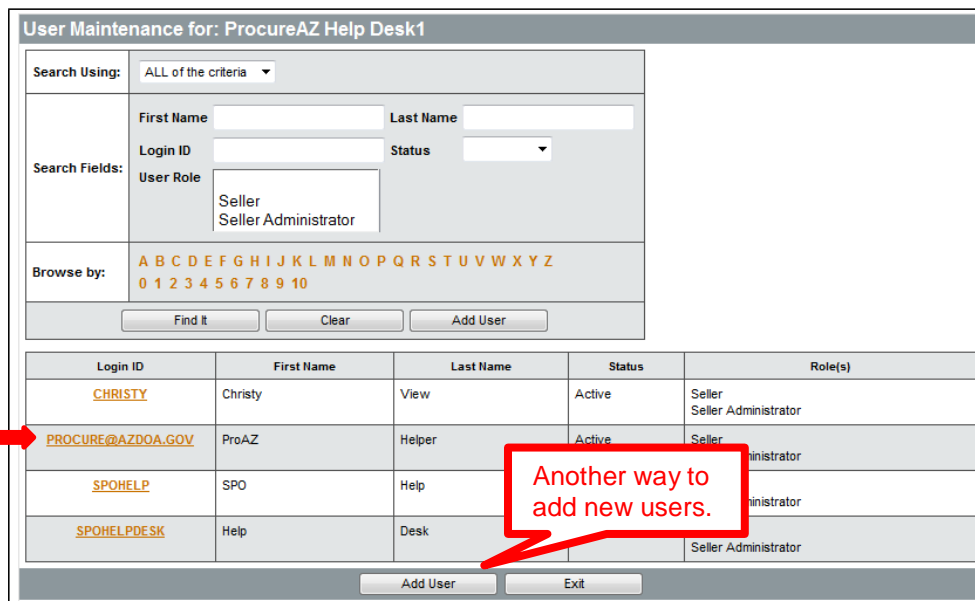 User Maintenance for: ProcureAZ Help Desk1
Search Using: ALL of the criteria
Search Fields:
First Name Last Name
Login ID Status
User Role
Seller
Seller Administrator
Browse by:
A B C D E F G H I J K L M N O P Q R S T U V W X Y Z
0 1 2 3 4 5 6 7 8 9 10
Find It Clear Add User
Login ID First Name Last Name Status Role(s)
CHRISTY Christy View Active Seller
Seller Administrator
PROCURE@AZDOA.GOV ProAZ Helper Active Seller
ministrator
SPOHELP SPO Help
ministrator
SPOHELPDESK Help Desk
Seller Administrator
Another way to
add new users.
Add User Exit